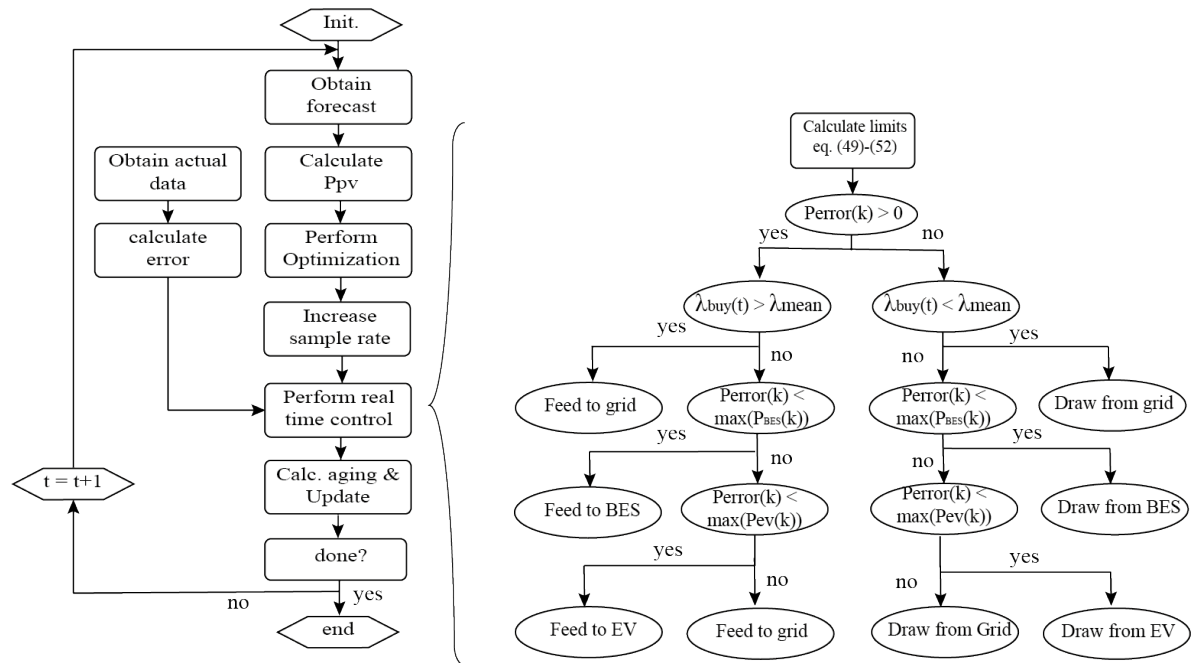 Init.
Obtain
forecast
Obtain actual
data
Calculate
Ppv
calculate
error
Perform
Optimization
Increase
sample rate
Perform real
time control
Calc. aging &
Update
t = t+1
done?
no
yes
end
Calculate limits
eq. (49)-(52)
Perror(k) > 0
yes
no
λbuy(t) > λmean
λbuy(t) < λmean
yes
no
no
yes
Feed to grid
Perror(k) <
max(PBES(k))
Perror(k) <
max(PBES(k))
Draw from grid
yes
no
no
yes
Feed to BES
Perror(k) <
max(Pev(k))
Perror(k) <
max(Pev(k))
Draw from BES
yes
no
no
yes
Feed to EV
Feed to grid
Draw from Grid
Draw from EV